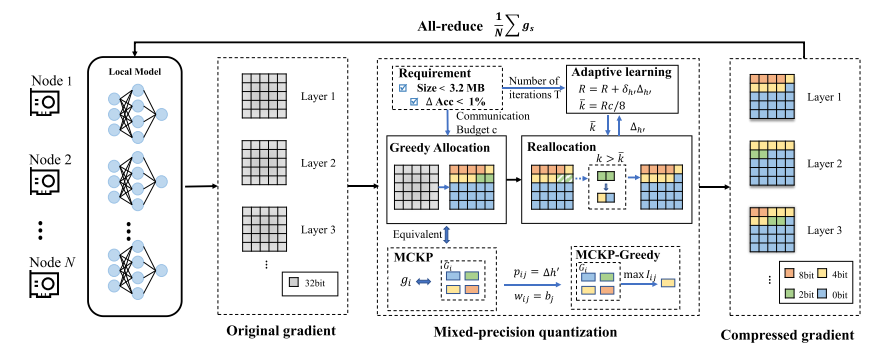 All-reduce $\frac{1}{N}\sum g_s$
Local Model
Node 1
Node 2
Node N
Layer 1
Layer 2
Layer 3
32bit
Original gradient
Requirement
Size < 3.2 MB
Δ Acc < 1%
Number of
iterations T
Adaptive learning
$R = R + \delta_{h'}\Delta_{h'}$
$\bar{k} = Rc/8$
Communication
Budget c
$\bar{k}$
$\Delta_{h'}$
Greedy Allocation
Reallocation
$k > \bar{k}$
Equivalent
MCKP
$g_i$
$\tilde{G}_i$
$p_{ij} = \Delta h'$
$w_{ij} = b_j$
MCKP-Greedy
$\tilde{G}_i$
$\max I_{ij}$
Mixed-precision quantization
Layer 1
Layer 2
Layer 3
8bit 4bit
2bit 0bit
Compressed gradient